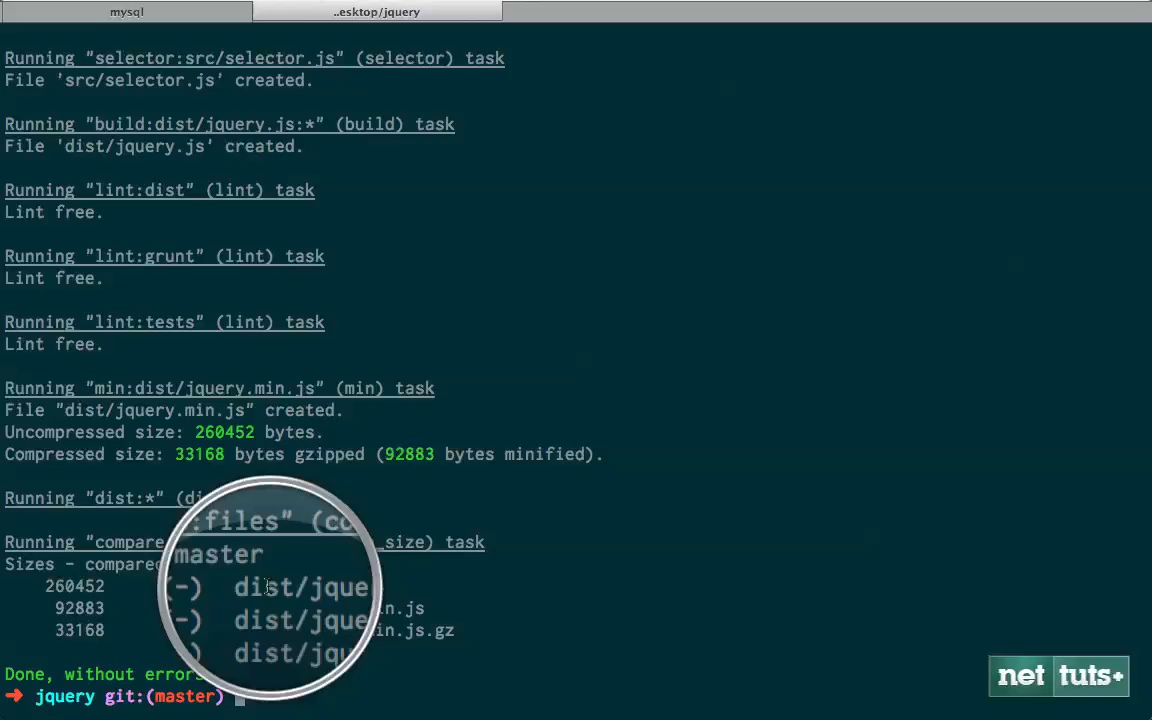 mysql
..esktop/jquery
Running "selector:src/selector.js" (selector) task
File 'src/selector.js' created.
Running "build:dist/jquery.js:*" (build) task
File 'dist/jquery.js' created.
Running "lint:dist" (lint) task
Lint free.
Running "lint:grunt" (lint) task
Lint free.
Running "lint:tests" (lint) task
Lint free.
Running "min:dist/jquery.min.js" (min) task
File "dist/jquery.min.js" created.
Uncompressed size: 260452 bytes.
Compressed size: 33168 bytes gzipped (92883 bytes minified).
Running "dist:*" (di
:files" (co
Running "compare _size) task
master
Sizes - compared
260452 (-) dist/jque
92883 -) dist/jque in.js
33168 ) dist/jqu in.js.gz
Done, without errors
➜ jquery git:(master)
net tuts+